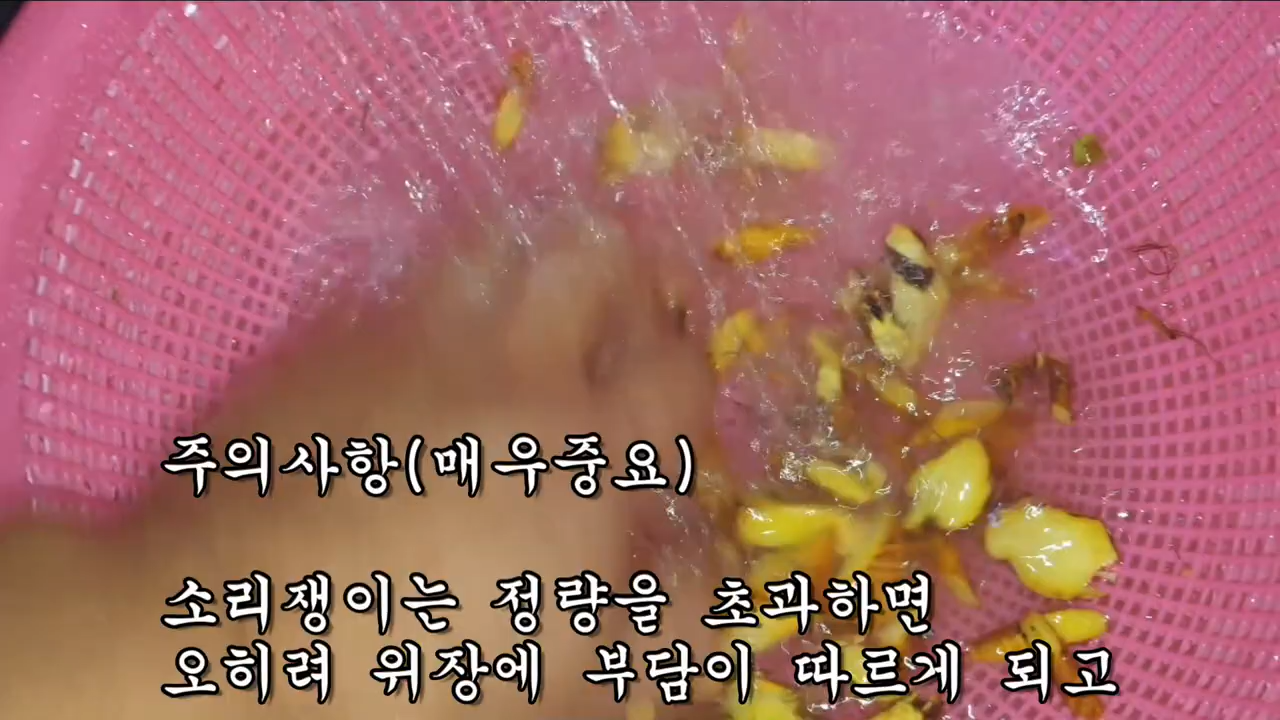 주의사항(매우중요)
소리쟁이는 정량을 초과하면
오히려 위장에 부담이 따르게 되고